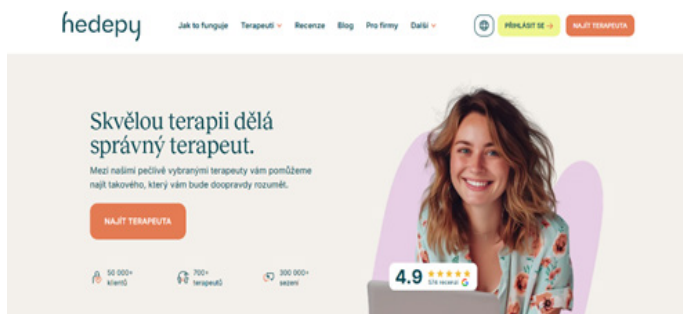 hedepy
Jak to funguje Terapeuti Recenze Blog Pro firmy Další PŘIHLÁSIT SE → NAJÍT TERAPEUTA
Skvělou terapii dělá
správný terapeut.
Mezi našimi pečlivě vybranými terapeuty vám pomůžeme
najít takového, který vám bude doopravdy rozumět.
NAJÍT TERAPEUTA
50 000+ 700+ 300 000+
klientů terapeutů sezení
4.9
recenzí